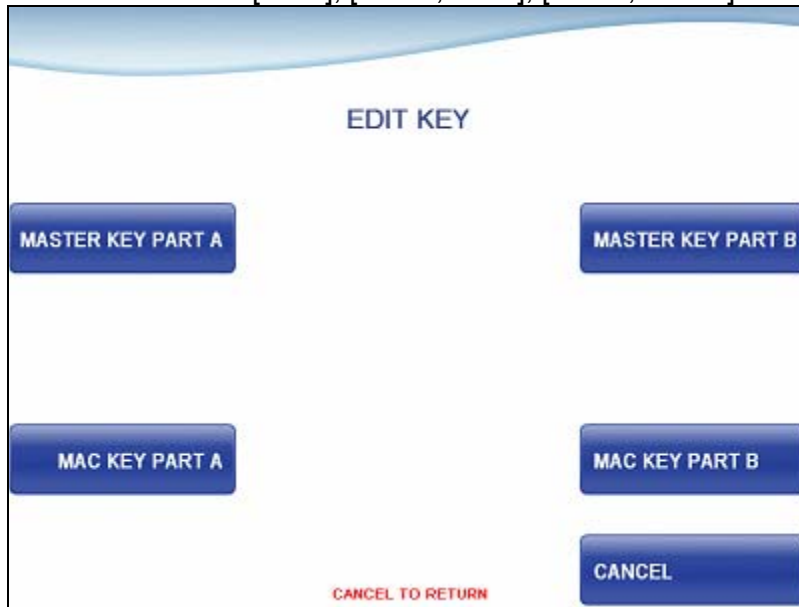 EDIT KEY
MASTER KEY PART A
MASTER KEY PART B
MAC KEY PART A
MAC KEY PART B
CANCEL
CANCEL TO RETURN